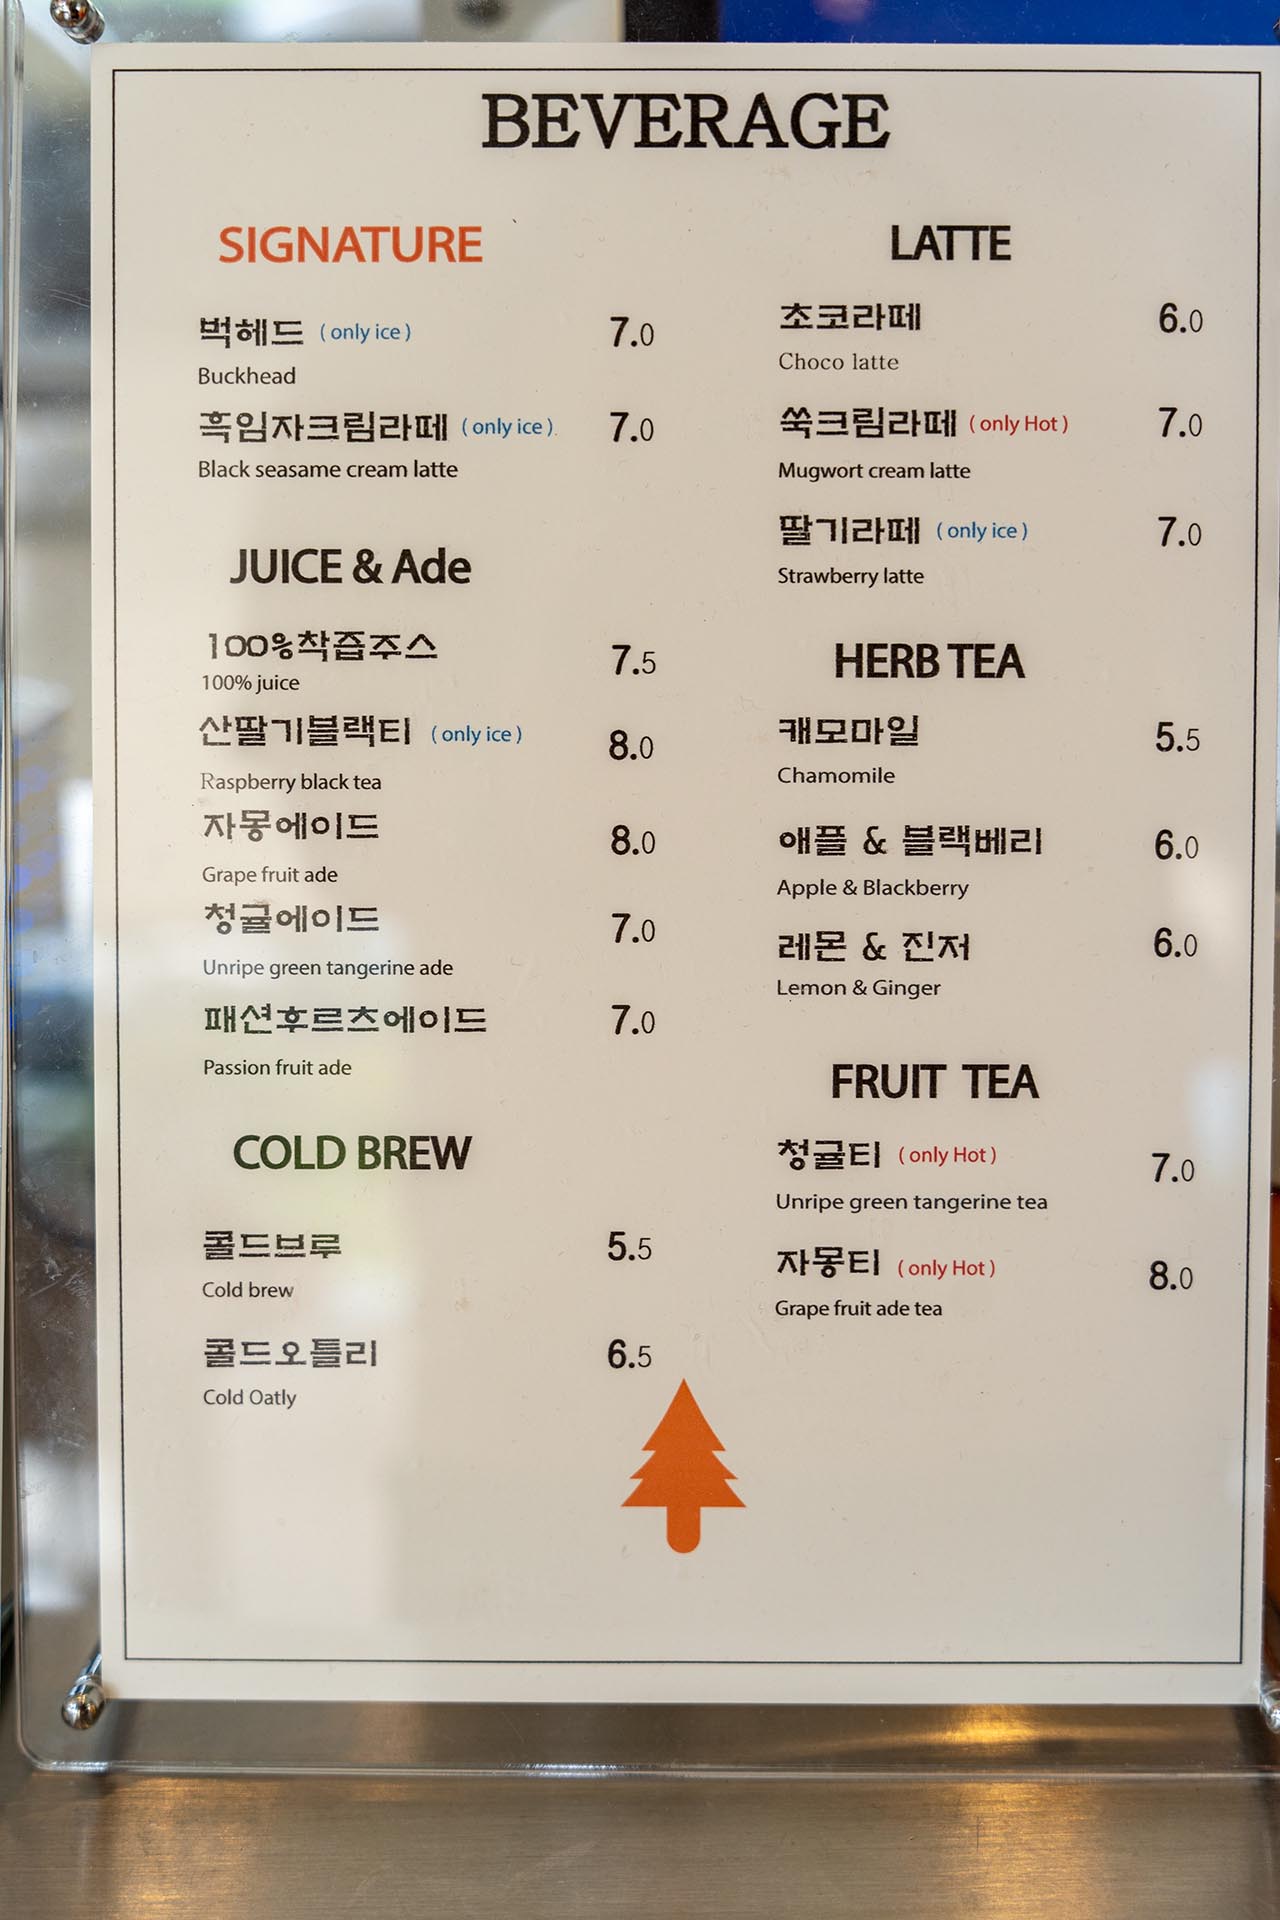 BEVERAGE
SIGNATURE
벅헤드 ( only ice ) 7.0
Buckhead
흑임자크림라떼 ( only ice ) 7.0
Black seasame cream latte
JUICE & Ade
100%착즙주스 7.5
100% juice
산딸기블랙티 ( only ice ) 8.0
Raspberry black tea
자몽에이드 8.0
Grape fruit ade
청귤에이드 7.0
Unripe green tangerine ade
패션후르츠에이드 7.0
Passion fruit ade
COLD BREW
콜드브루 5.5
Cold brew
콜드오틀리 6.5
Cold Oatly
LATTE
초코라떼 6.0
Choco latte
쑥크림라떼 ( only Hot ) 7.0
Mugwort cream latte
딸기라떼 ( only ice ) 7.0
Strawberry latte
HERB TEA
캐모마일 5.5
Chamomile
애플 & 블랙베리 6.0
Apple & Blackberry
레몬 & 진저 6.0
Lemon & Ginger
FRUIT TEA
청귤티 ( only Hot ) 7.0
Unripe green tangerine tea
자몽티 ( only Hot ) 8.0
Grape fruit ade tea